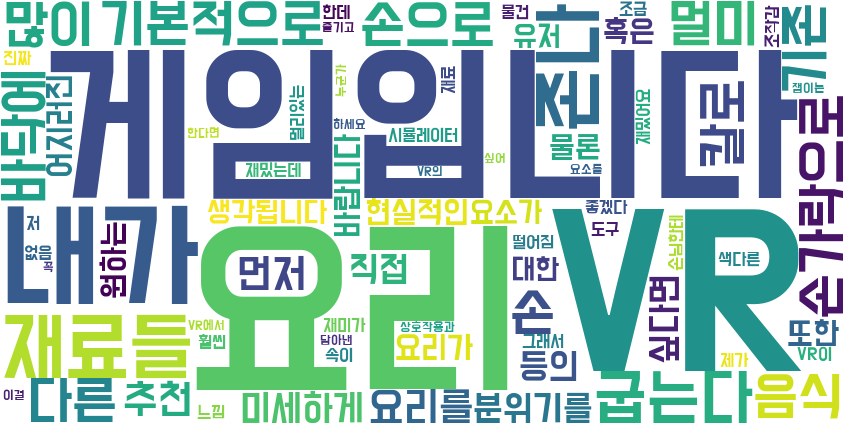 많이
기본적으로
한데
즐기고
손으로
물건
유저
조금
혹은
멀미
조작감
기존
진짜
바닥에
어지러진
게임입니다
누군가
재료
존나
잼이는
멀리있는
한다면
하세요
시뮬레이터
재밌어요
물론
칼로
재밌는데
VR의
싶어
요소들
바랍니다
손가락으로
내가
저
없음
꼭
원하는
생각됩니다
현실적인요소가
좋겠다
도구
손님한테
요리
VR
먼저
직접
떨어짐
대한
손
색다른
싶다면
재료들
VR에서
훨씬
재미가
담아낸
속이
상호작용과
요리가
그래서
등의
제가
또한
VR이
이걸
다른
추천
느낌
미세하게
요리를
분위기를
굽는다
음식